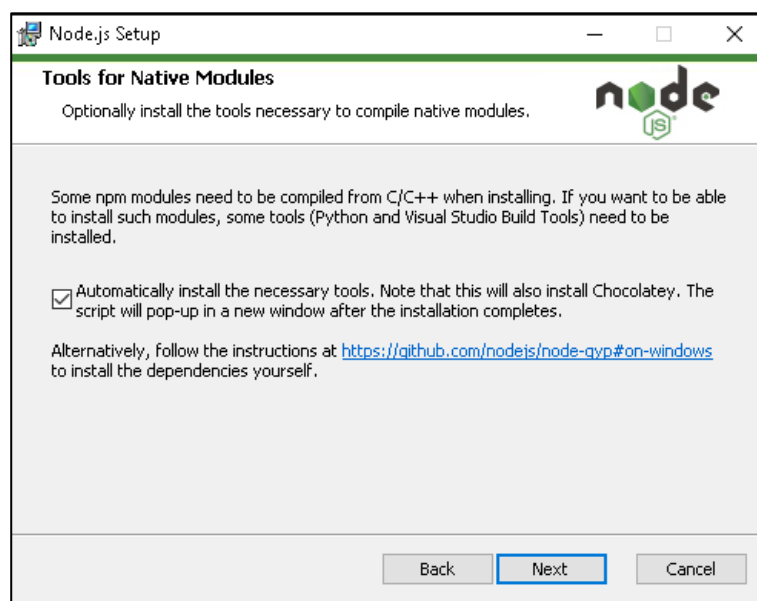 Node.js Setup
Tools for Native Modules
Optionally install the tools necessary to compile native modules.
node
JS
Some npm modules need to be compiled from C/C++ when installing. If you want to be able
to install such modules, some tools (Python and Visual Studio Build Tools) need to be
installed.
Automatically install the necessary tools. Note that this will also install Chocolatey. The
script will pop-up in a new window after the installation completes.
Alternatively, follow the instructions at https://github.com/nodejs/node-gyp#on-windows
to install the dependencies yourself.
Back Next Cancel